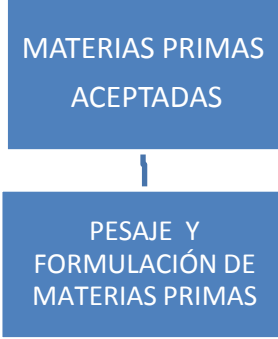 MATERIAS PRIMAS
ACEPTADAS
PESAJE Y
FORMULACIÓN DE
MATERIAS PRIMAS